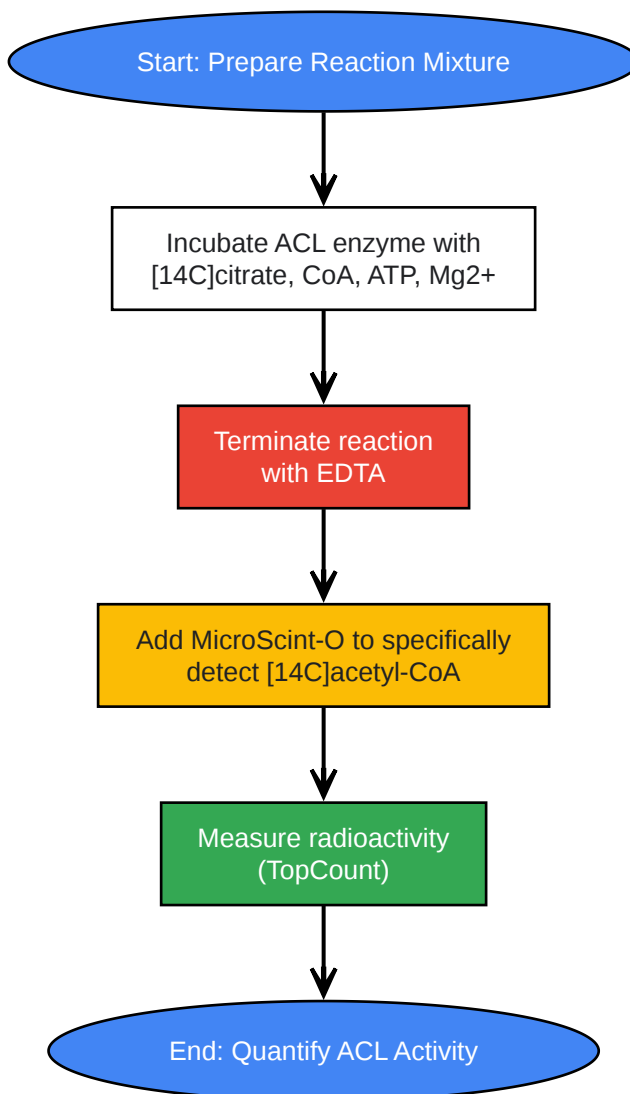 Start: Prepare Reaction Mixture
Incubate ACL enzyme with
[14C]citrate, CoA, ATP, Mg2+
Terminate reaction
with EDTA
Add MicroScint-O to specifically
detect [14C]acetyl-CoA
Measure radioactivity
(TopCount)
End: Quantify ACL Activity